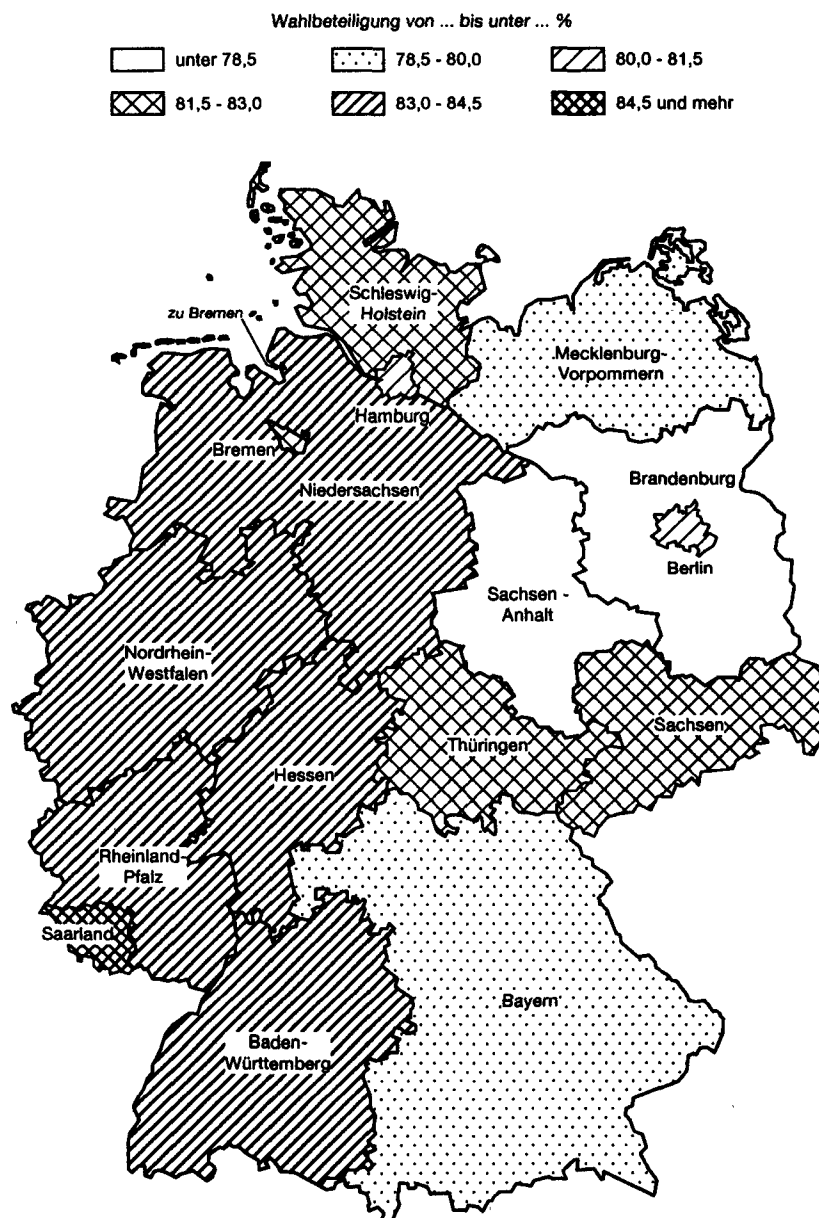 Wahlbeteiligung von ... bis unter ... %
unter 78,5
78,5 - 80,0
80,0 - 81,5
81,5 - 83,0
83,0 - 84,5
84,5 und mehr
Schleswig-
Holstein
zu Bremen
Mecklenburg-
Vorpommern
Hamburg
Bremen
Niedersachsen
Brandenburg
Berlin
Sachsen -
Anhalt
Nordrhein-
Westfalen
Sachsen
Thüringen
Hessen
Rheinland-
Pfalz
Saarland
Bayern
Baden-
Württemberg